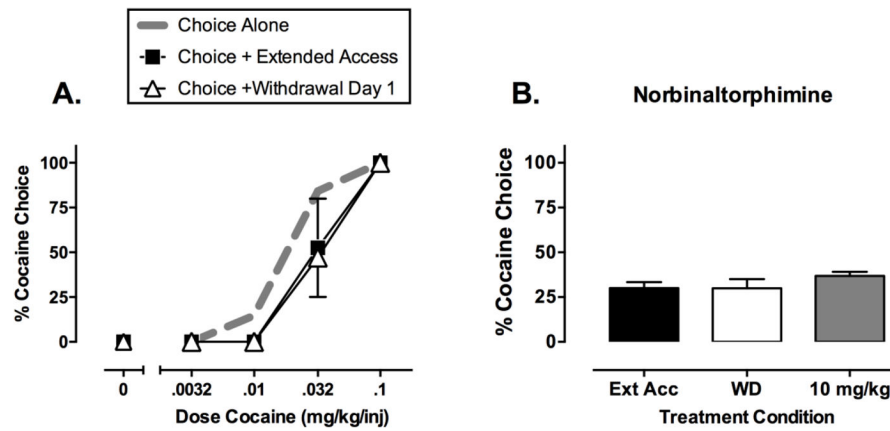 Choice Alone
Choice + Extended Access
Choice +Withdrawal Day 1
A.
% Cocaine Choice
100
75
50
25
0
0
.0032
.01
.032
.1
Dose Cocaine (mg/kg/inj)
B.
Norbinaltorphimine
% Cocaine Choice
100
75
50
25
0
Ext Acc
WD
10 mg/kg
Treatment Condition